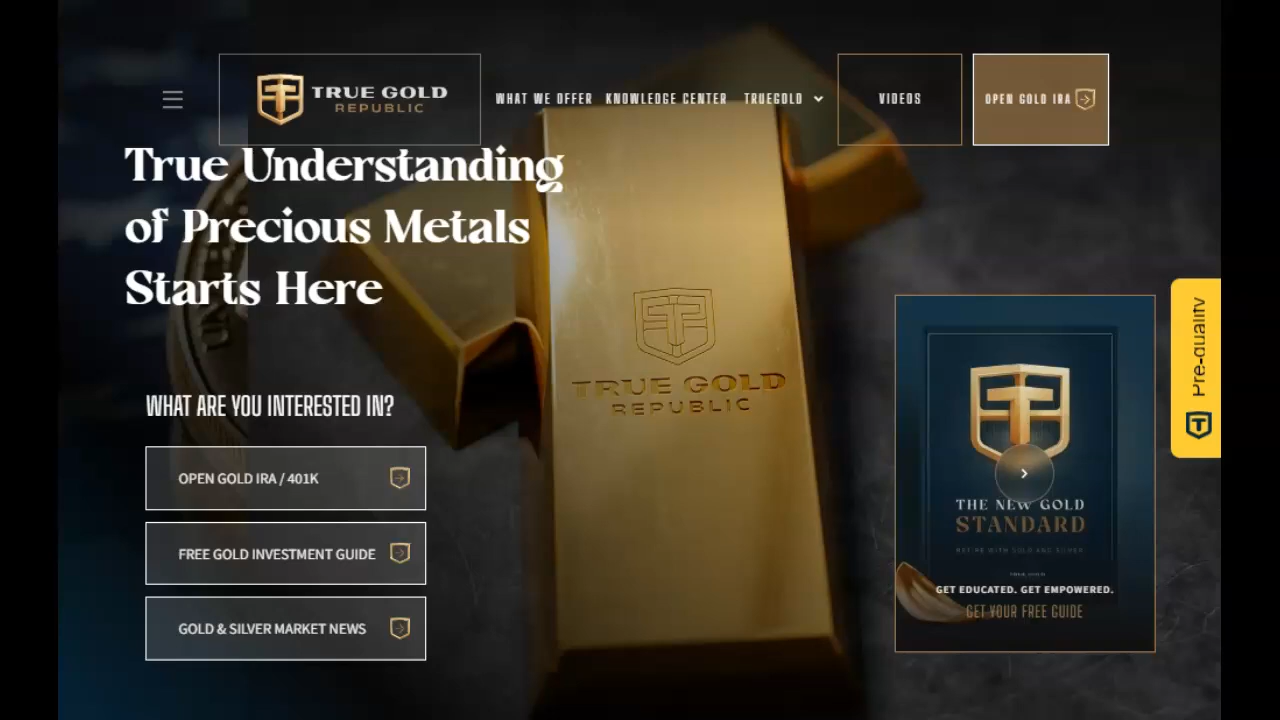 TRUE GOLD
REPUBLIC
WHAT WE OFFER
KNOWLEDGE CENTER
TRUEGOLD
VIDEOS
OPEN GOLD IRA
True Understanding
of Precious Metals
Starts Here
WHAT ARE YOU INTERESTED IN?
OPEN GOLD IRA / 401K
FREE GOLD INVESTMENT GUIDE
GOLD & SILVER MARKET NEWS
TRUE GOLD
REPUBLIC
THE NEW GOLD
STANDARD
RETIRE WITH GOLD AND SILVER
TRUE GOLD
GET EDUCATED. GET EMPOWERED.
GET YOUR FREE GUIDE
Pre-qualify